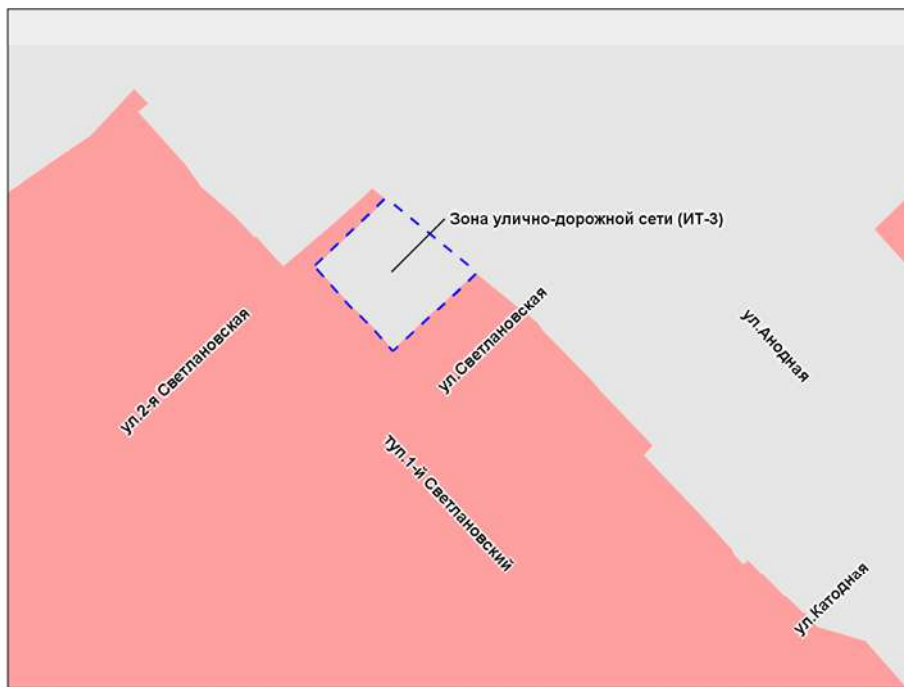 Зона улично-дорожной сети (ИТ-3)
ул.2-я Светлановская
ул.Светлановская
ул.Анодная
Туп.1-й Светлановский
ул.Катодная